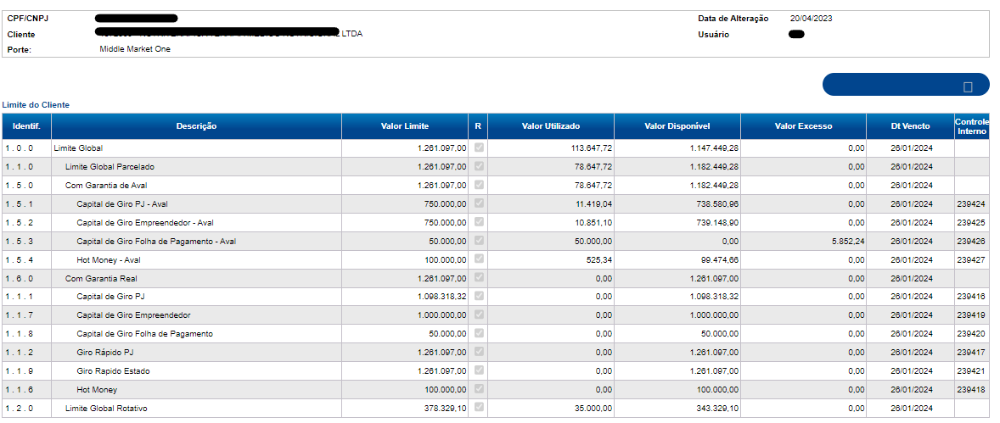 CPF/CNPJ Data de Alteração 20/04/2023
Cliente LTDA Usuário
Porte: Middle Market One
Limite do Cliente
Identif. Descrição Valor Limite R Valor Utilizado Valor Disponível Valor Excesso Dt Vencto Controle Interno
1 . 0 . 0 Limite Global 1.261.097,00 113.647,72 1.147.449,28 0,00 26/01/2024
1 . 1 . 0 Limite Global Parcelado 1.261.097,00 78.647,72 1.182.449,28 0,00 26/01/2024
1 . 5 . 0 Com Garantia de Aval 1.261.097,00 78.647,72 1.182.449,28 0,00 26/01/2024
1 . 5 . 1 Capital de Giro PJ - Aval 750.000,00 11.419,04 738.580,96 0,00 26/01/2024 239424
1 . 5 . 2 Capital de Giro Empreendedor - Aval 750.000,00 10.851,10 739.148,90 0,00 26/01/2024 239425
1 . 5 . 3 Capital de Giro Folha de Pagamento - Aval 50.000,00 50.000,00 0,00 5.852,24 26/01/2024 239426
1 . 5 . 4 Hot Money - Aval 100.000,00 525,34 99.474,66 0,00 26/01/2024 239427
1 . 6 . 0 Com Garantia Real 1.261.097,00 0,00 1.261.097,00 0,00 26/01/2024
1 . 1 . 1 Capital de Giro PJ 1.098.318,32 0,00 1.098.318,32 0,00 26/01/2024 239416
1 . 1 . 7 Capital de Giro Empreendedor 1.000.000,00 0,00 1.000.000,00 0,00 26/01/2024 239419
1 . 1 . 8 Capital de Giro Folha de Pagamento 50.000,00 0,00 50.000,00 0,00 26/01/2024 239420
1 . 1 . 2 Giro Rápido PJ 1.261.097,00 0,00 1.261.097,00 0,00 26/01/2024 239417
1 . 1 . 9 Giro Rapido Estado 1.261.097,00 0,00 1.261.097,00 0,00 26/01/2024 239421
1 . 1 . 6 Hot Money 100.000,00 0,00 100.000,00 0,00 26/01/2024 239418
1 . 2 . 0 Limite Global Rotativo 378.329,10 35.000,00 343.329,10 0,00 26/01/2024